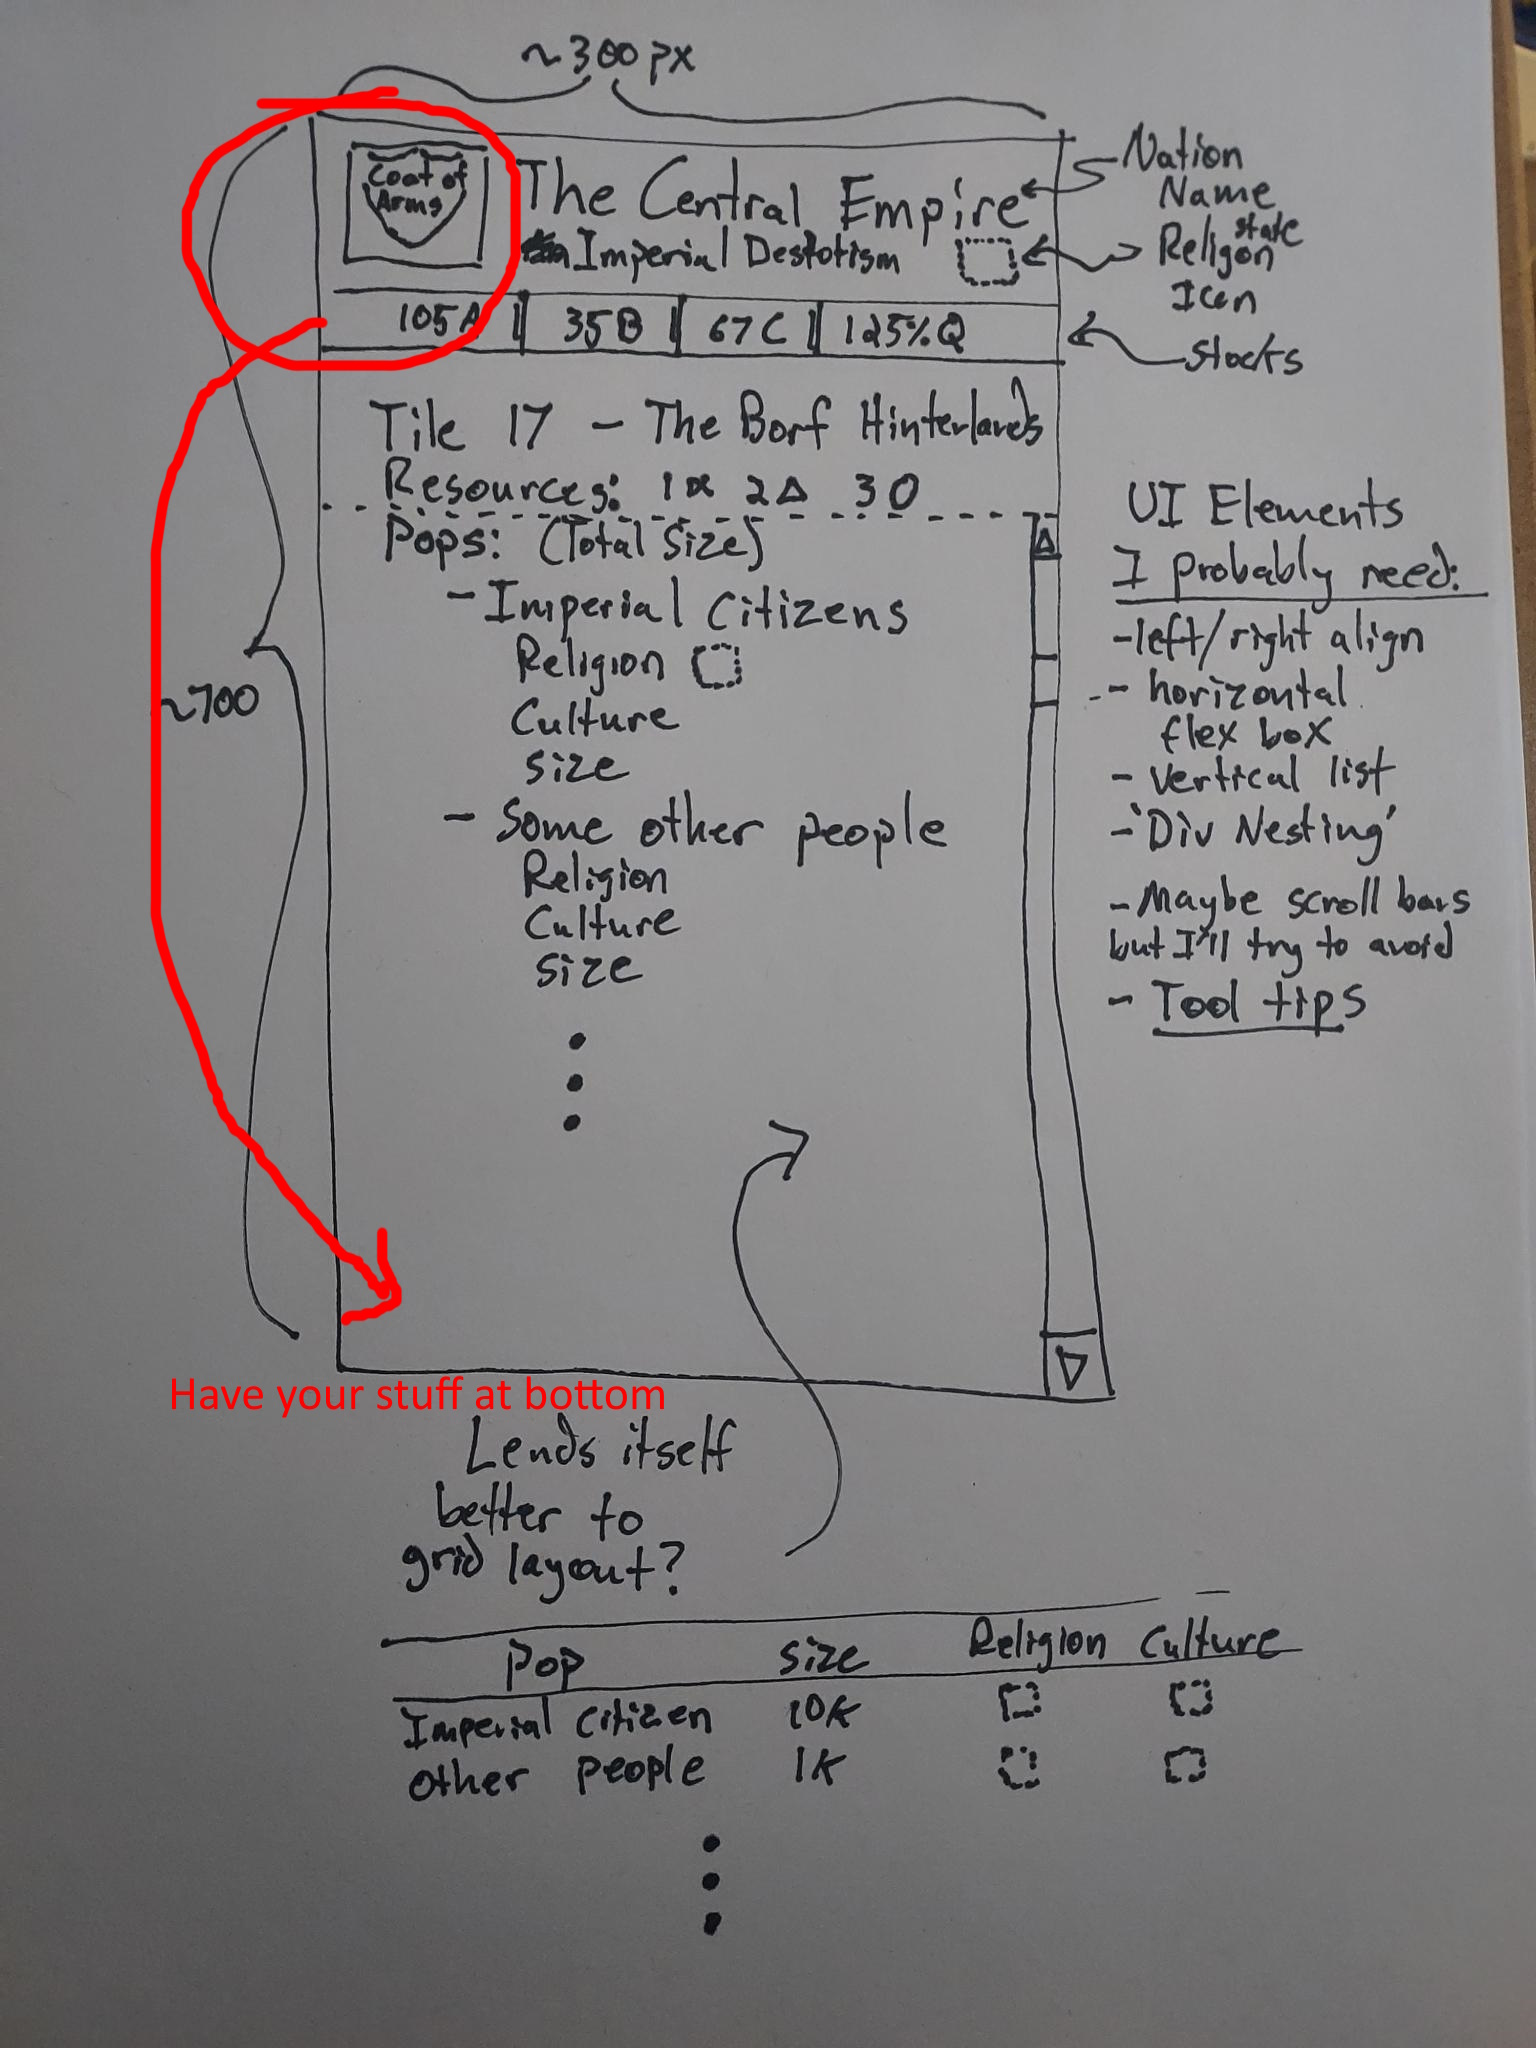 ~300px
Coat of
Arms
The Central Empire
Imperial Destotism
Nation
Name
state
Religon
Icon
105A 35B 67C 125%Q
Stocks
Tile 17 - The Borf Hinterlands
Resources: 1¤ 2Δ 3O
Pops: (Total Size)
- Imperial Citizens
Religion
Culture
Size
- Some other people
Religion
Culture
Size
~700
UI Elements
I probably need:
- left/right align
- horizontal
flex box
- vertical list
- 'Div Nesting'
- Maybe scroll bars
but I'll try to avoid
- Tool tips
Have your stuff at bottom
Lends itself
better to
grid layout?
Pop Size Religion Culture
Imperial Citizen 10K
Other people 1K